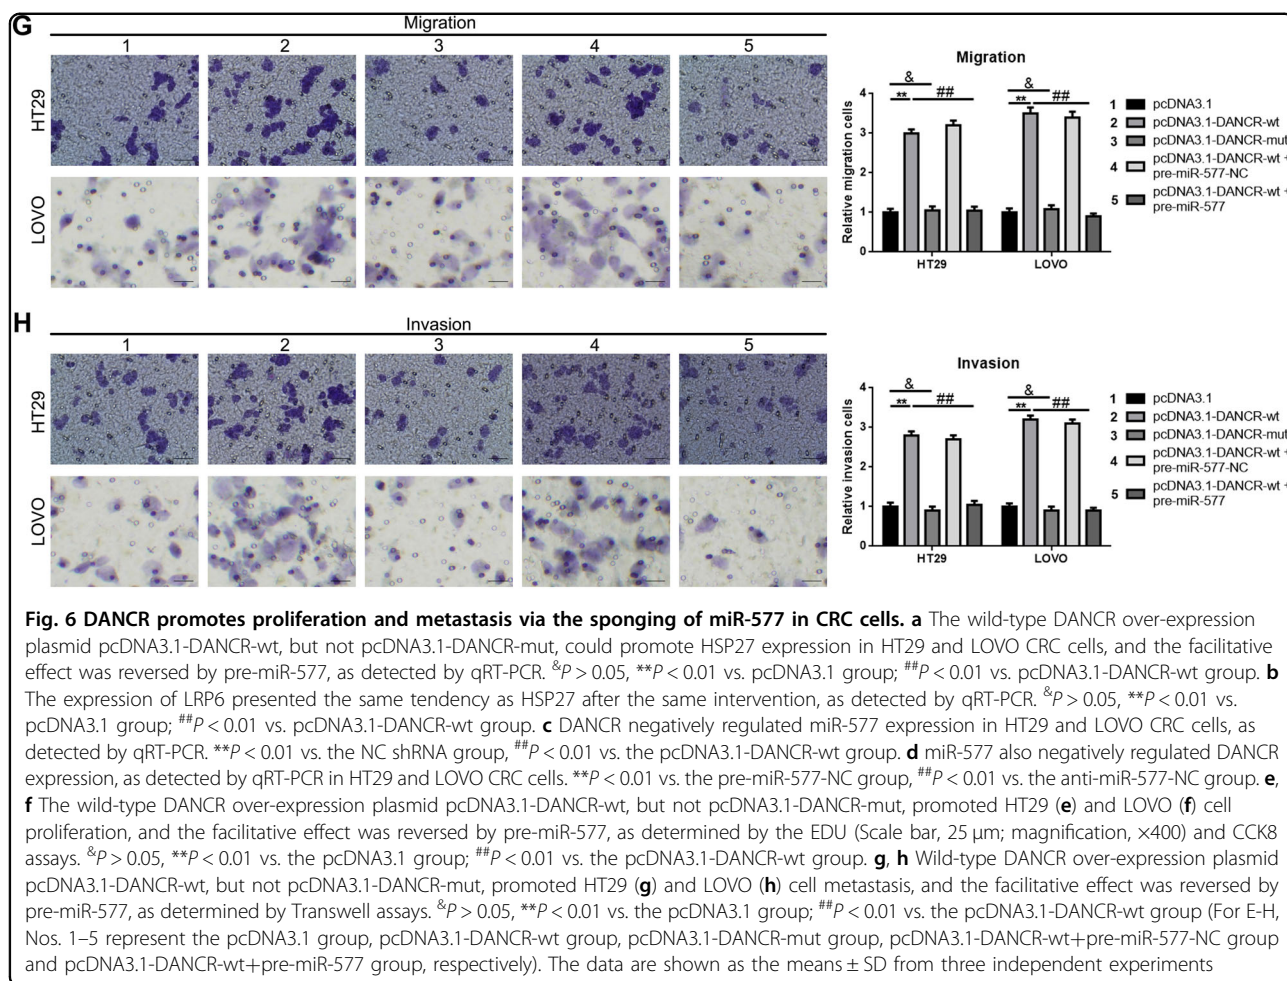 G
Migration
1 2 3 4 5
HT29
LOVO
Migration
Relative migration cells
4
3
2
1
0
&
** ##
&
** ##
HT29 LOVO
1 pcDNA3.1
2 pcDNA3.1-DANCR-wt
3 pcDNA3.1-DANCR-mut
4 pcDNA3.1-DANCR-wt +
pre-miR-577-NC
5 pcDNA3.1-DANCR-wt +
pre-miR-577
H
Invasion
1 2 3 4 5
HT29
LOVO
Invasion
Relative invasion cells
4
3
2
1
0
&
** ##
&
** ##
HT29 LOVO
1 pcDNA3.1
2 pcDNA3.1-DANCR-wt
3 pcDNA3.1-DANCR-mut
4 pcDNA3.1-DANCR-wt +
pre-miR-577-NC
5 pcDNA3.1-DANCR-wt +
pre-miR-577
Fig. 6 DANCR promotes proliferation and metastasis via the sponging of miR-577 in CRC cells. a The wild-type DANCR over-expression
plasmid pcDNA3.1-DANCR-wt, but not pcDNA3.1-DANCR-mut, could promote HSP27 expression in HT29 and LOVO CRC cells, and the facilitative
effect was reversed by pre-miR-577, as detected by qRT-PCR. &P > 0.05, **P < 0.01 vs. pcDNA3.1 group; ##P < 0.01 vs. pcDNA3.1-DANCR-wt group. b
The expression of LRP6 presented the same tendency as HSP27 after the same intervention, as detected by qRT-PCR. &P > 0.05, **P < 0.01 vs.
pcDNA3.1 group; ##P < 0.01 vs. pcDNA3.1-DANCR-wt group. c DANCR negatively regulated miR-577 expression in HT29 and LOVO CRC cells, as
detected by qRT-PCR. **P < 0.01 vs. the NC shRNA group, ##P < 0.01 vs. the pcDNA3.1-DANCR-wt group. d miR-577 also negatively regulated DANCR
expression, as detected by qRT-PCR in HT29 and LOVO CRC cells. **P < 0.01 vs. the pre-miR-577-NC group, ##P < 0.01 vs. the anti-miR-577-NC group. e,
f The wild-type DANCR over-expression plasmid pcDNA3.1-DANCR-wt, but not pcDNA3.1-DANCR-mut, promoted HT29 (e) and LOVO (f) cell
proliferation, and the facilitative effect was reversed by pre-miR-577, as determined by the EDU (Scale bar, 25 μm; magnification, ×400) and CCK8
assays. &P > 0.05, **P < 0.01 vs. the pcDNA3.1 group; ##P < 0.01 vs. the pcDNA3.1-DANCR-wt group. g, h Wild-type DANCR over-expression plasmid
pcDNA3.1-DANCR-wt, but not pcDNA3.1-DANCR-mut, promoted HT29 (g) and LOVO (h) cell metastasis, and the facilitative effect was reversed by
pre-miR-577, as determined by Transwell assays. &P > 0.05, **P < 0.01 vs. the pcDNA3.1 group; ##P < 0.01 vs. the pcDNA3.1-DANCR-wt group (For E-H,
Nos. 1–5 represent the pcDNA3.1 group, pcDNA3.1-DANCR-wt group, pcDNA3.1-DANCR-mut group, pcDNA3.1-DANCR-wt+pre-miR-577-NC group
and pcDNA3.1-DANCR-wt+pre-miR-577 group, respectively). The data are shown as the means ± SD from three independent experiments